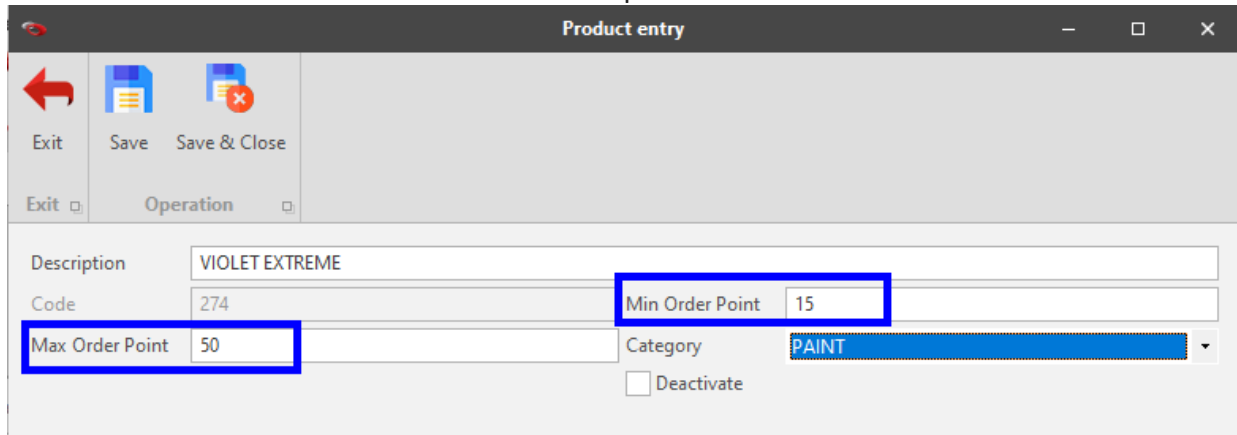 Product entry
Exit Save Save & Close
Exit Operation
Description VIOLET EXTREME
Code 274 Min Order Point 15
Max Order Point 50 Category PAINT
Deactivate